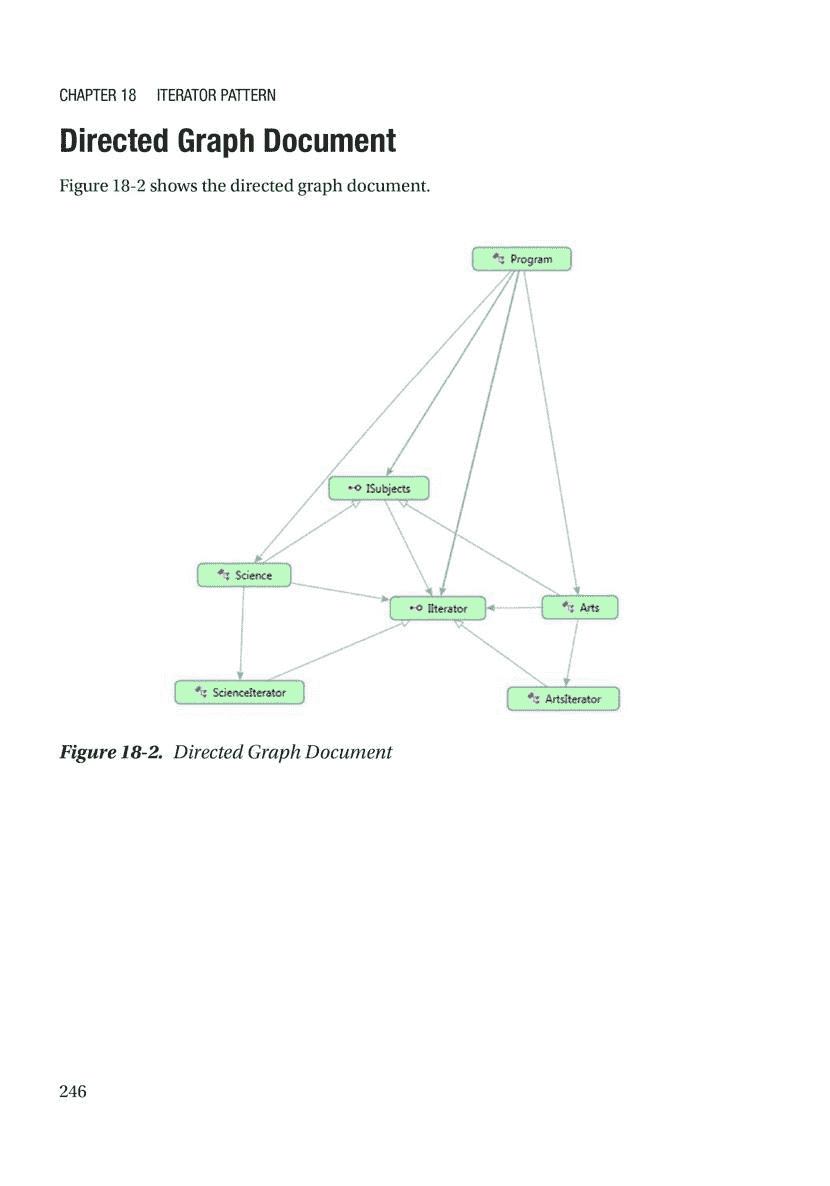 CHAPTER 18 ITERATOR PATTERN
Directed Graph Document
Figure 18-2 shows the directed graph document.
Program
ISubjects
Science
IIterator
Arts
ScienceIterator
ArtsIterator
Figure 18-2. Directed Graph Document
246